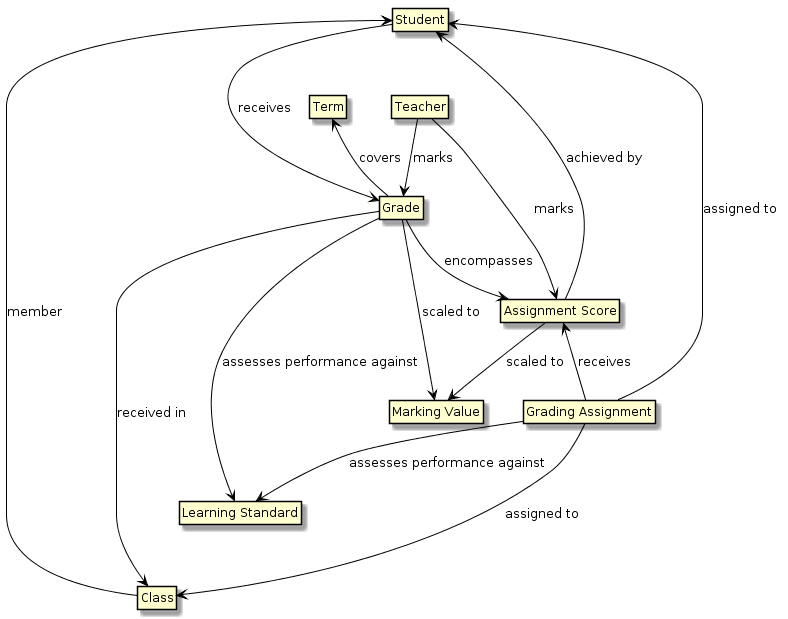 Student
receives
Term
Teacher
covers
marks
achieved by
Grade
marks
assigned to
encompasses
member
scaled to
Assignment Score
assesses performance against
scaled to
receives
received in
Marking Value
Grading Assignment
assesses performance against
Learning Standard
assigned to
Class